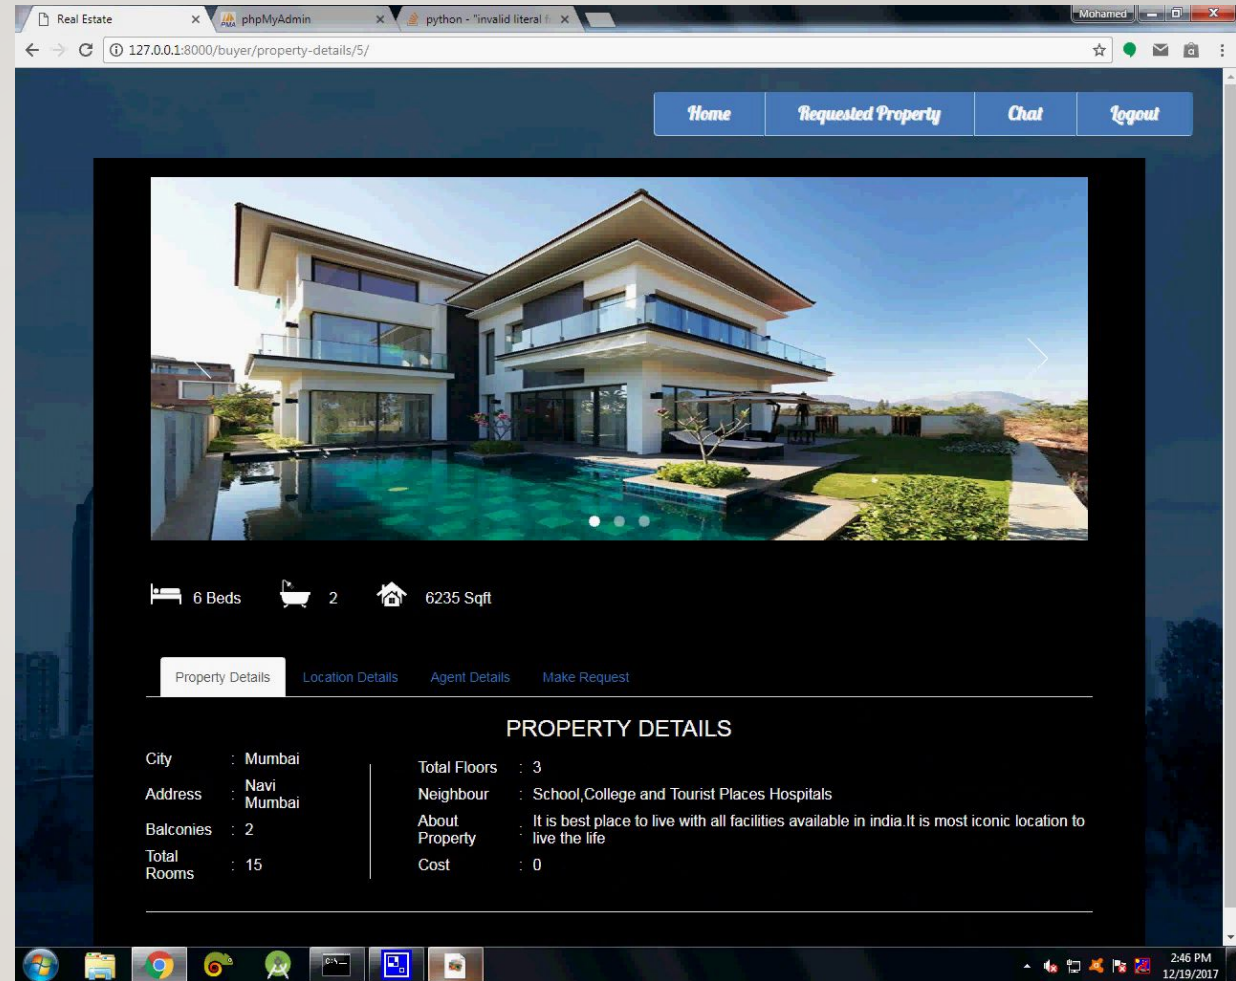 Real Estate
phpMyAdmin
python - "invalid literal f
Mohamed
127.0.0.1:8000/buyer/property-details/5/
Home
Requested Property
Chat
Logout
6 Beds
2
6235 Sqft
Property Details
Location Details
Agent Details
Make Request
PROPERTY DETAILS
City : Mumbai
Address : Navi
Mumbai
Balconies : 2
Total
Rooms : 15
Total Floors : 3
Neighbour : School,College and Tourist Places Hospitals
About
Property : It is best place to live with all facilities available in india.It is most iconic location to
live the life
Cost : 0
2:46 PM
12/19/2017